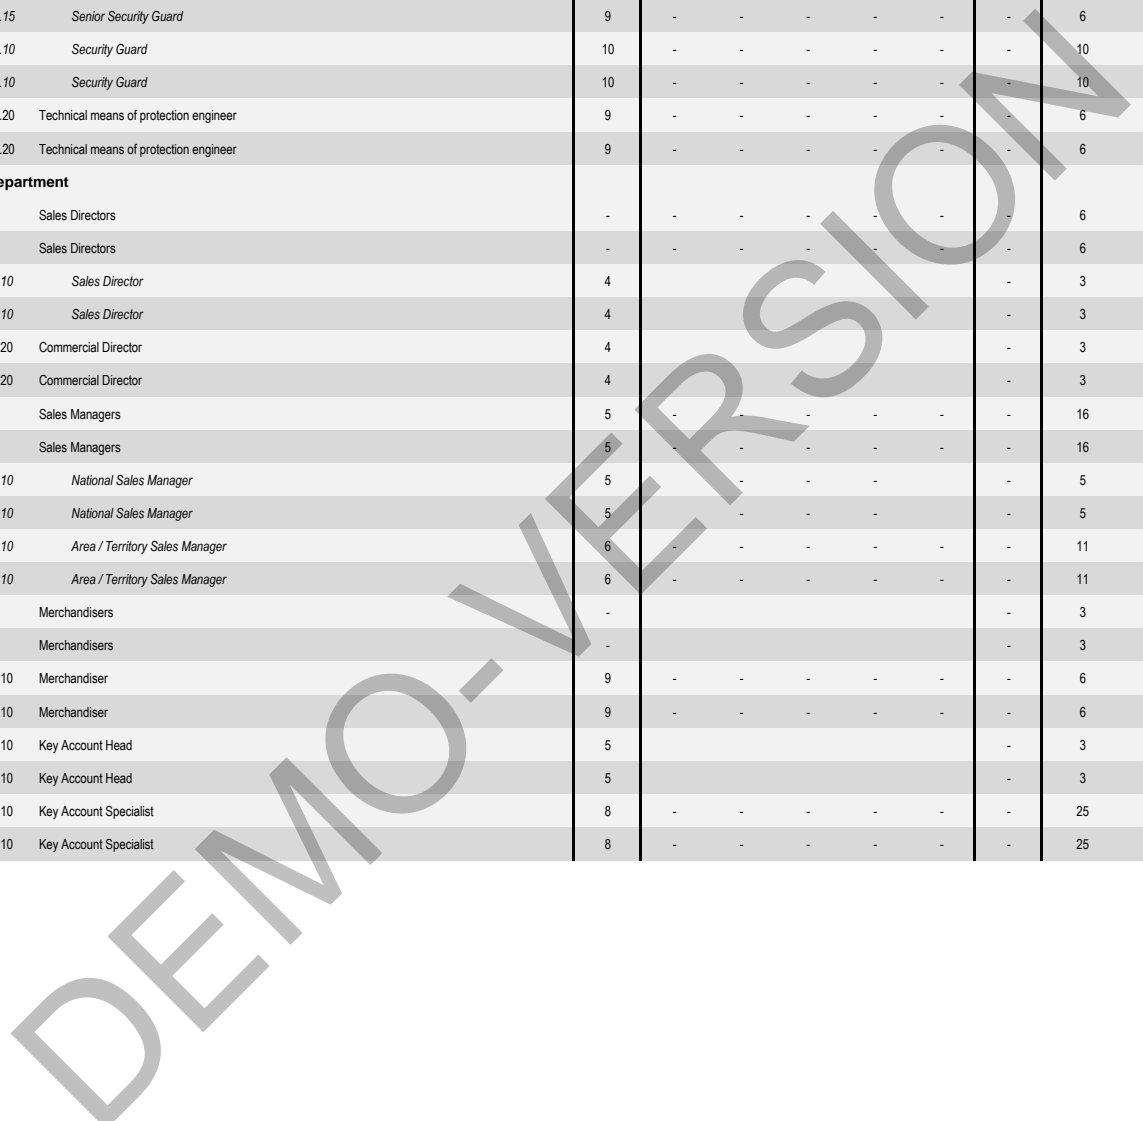 .15 Senior Security Guard 9 - - - - - - 6
.10 Security Guard 10 - - - - - - 10
.10 Security Guard 10 - - - - - - 10
.20 Technical means of protection engineer 9 - - - - - - 6
.20 Technical means of protection engineer 9 - - - - - - 6
epartment
Sales Directors - - - - - - - 6
Sales Directors - - - - - - - 6
10 Sales Director 4 - 3
10 Sales Director 4 - 3
20 Commercial Director 4 - 3
20 Commercial Director 4 - 3
Sales Managers 5 - - - - - - 16
Sales Managers 5 - - - - - - 16
10 National Sales Manager 5 - - - - 5
10 National Sales Manager 5 - - - - 5
10 Area / Territory Sales Manager 6 - - - - - - 11
10 Area / Territory Sales Manager 6 - - - - - - 11
Merchandisers - - 3
Merchandisers - - 3
10 Merchandiser 9 - - - - - - 6
10 Merchandiser 9 - - - - - - 6
10 Key Account Head 5 - 3
10 Key Account Head 5 - 3
10 Key Account Specialist 8 - - - - - - 25
10 Key Account Specialist 8 - - - - - - 25
DEMO-VERSION